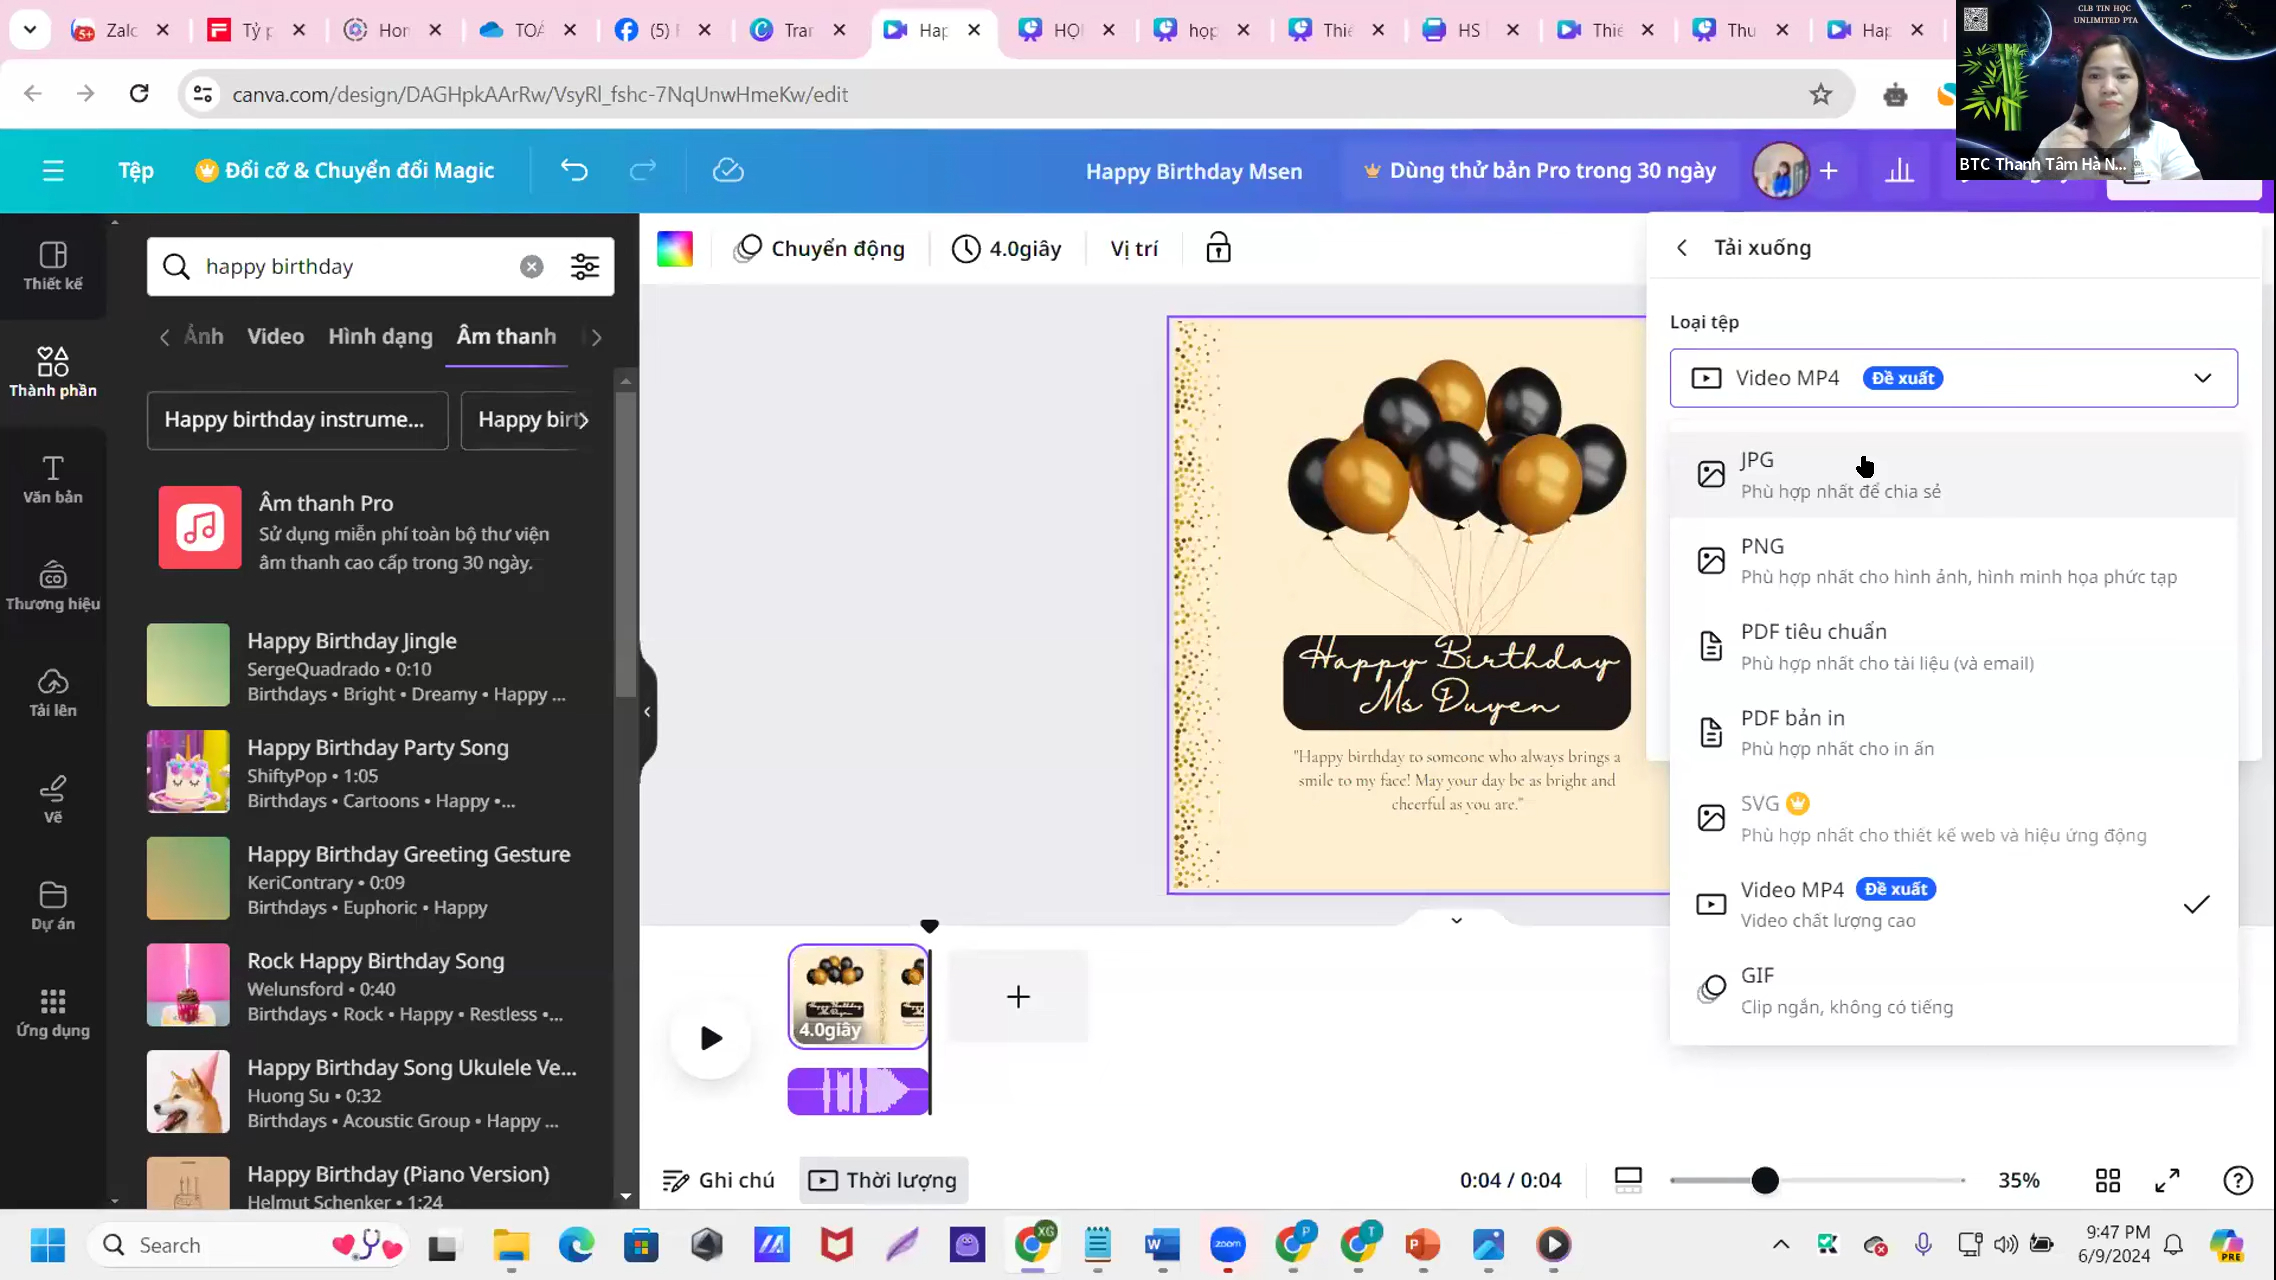 Zalc
Tỷ p
Hon
TOÁ
(5) F
Trar
Hap
HỌI
họp
Thiế
HS
Thiế
Thu
Hap
CLB TIN HỌC
UNLIMITED PTA
BTC Thanh Tâm Hà N...
canva.com/design/DAGHpkAArRw/VsyRl_fshc-7NqUnwHmeKw/edit
Tệp
Đổi cỡ & Chuyển đổi Magic
Happy Birthday Msen
Dùng thử bản Pro trong 30 ngày
Thiết kế
Thành phần
Văn bản
Thương hiệu
Tải lên
Vẽ
Dự án
Ứng dụng
happy birthday
Ảnh
Video
Hình dạng
Âm thanh
Happy birthday instrume...
Happy birt
Âm thanh Pro
Sử dụng miễn phí toàn bộ thư viện
âm thanh cao cấp trong 30 ngày.
Happy Birthday Jingle
SergeQuadrado • 0:10
Birthdays • Bright • Dreamy • Happy ...
Happy Birthday Party Song
ShiftyPop • 1:05
Birthdays • Cartoons • Happy •...
Happy Birthday Greeting Gesture
KeriContrary • 0:09
Birthdays • Euphoric • Happy
Rock Happy Birthday Song
Welunsford • 0:40
Birthdays • Rock • Happy • Restless •...
Happy Birthday Song Ukulele Ve...
Huong Su • 0:32
Birthdays • Acoustic Group • Happy ...
Happy Birthday (Piano Version)
Helmut Schenker • 1:24
Chuyển động
4.0giây
Vị trí
Happy Birthday
Ms Duyen
"Happy birthday to someone who always brings a
smile to my face! May your day be as bright and
cheerful as you are."
4.0giây
Ghi chú
Thời lượng
0:04 / 0:04
35%
Tải xuống
Loại tệp
Video MP4 Đề xuất
JPG
Phù hợp nhất để chia sẻ
PNG
Phù hợp nhất cho hình ảnh, hình minh họa phức tạp
PDF tiêu chuẩn
Phù hợp nhất cho tài liệu (và email)
PDF bản in
Phù hợp nhất cho in ấn
SVG
Phù hợp nhất cho thiết kế web và hiệu ứng động
Video MP4 Đề xuất
Video chất lượng cao
GIF
Clip ngắn, không có tiếng
Search
9:47 PM
6/9/2024